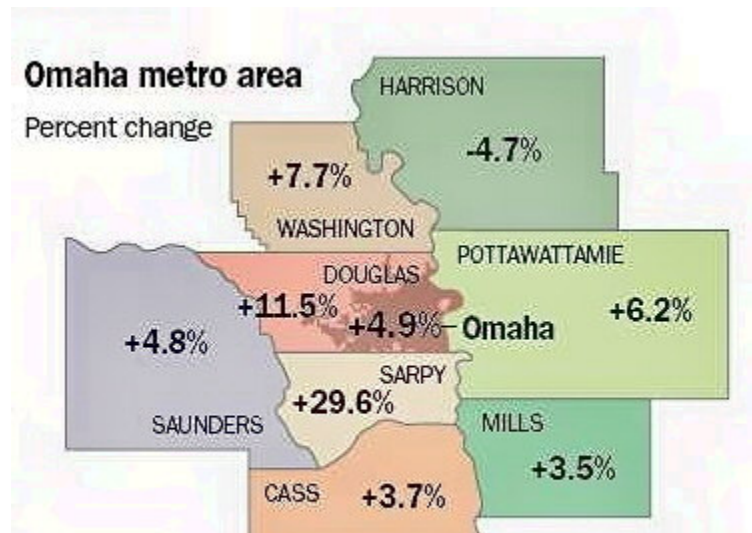 Omaha metro area
Percent change
HARRISON
-4.7%
+7.7%
WASHINGTON
POTTAWATTAMIE
+6.2%
DOUGLAS
+11.5%
+4.9%
Omaha
+4.8%
SAUNDERS
SARPY
+29.6%
MILLS
+3.5%
CASS
+3.7%